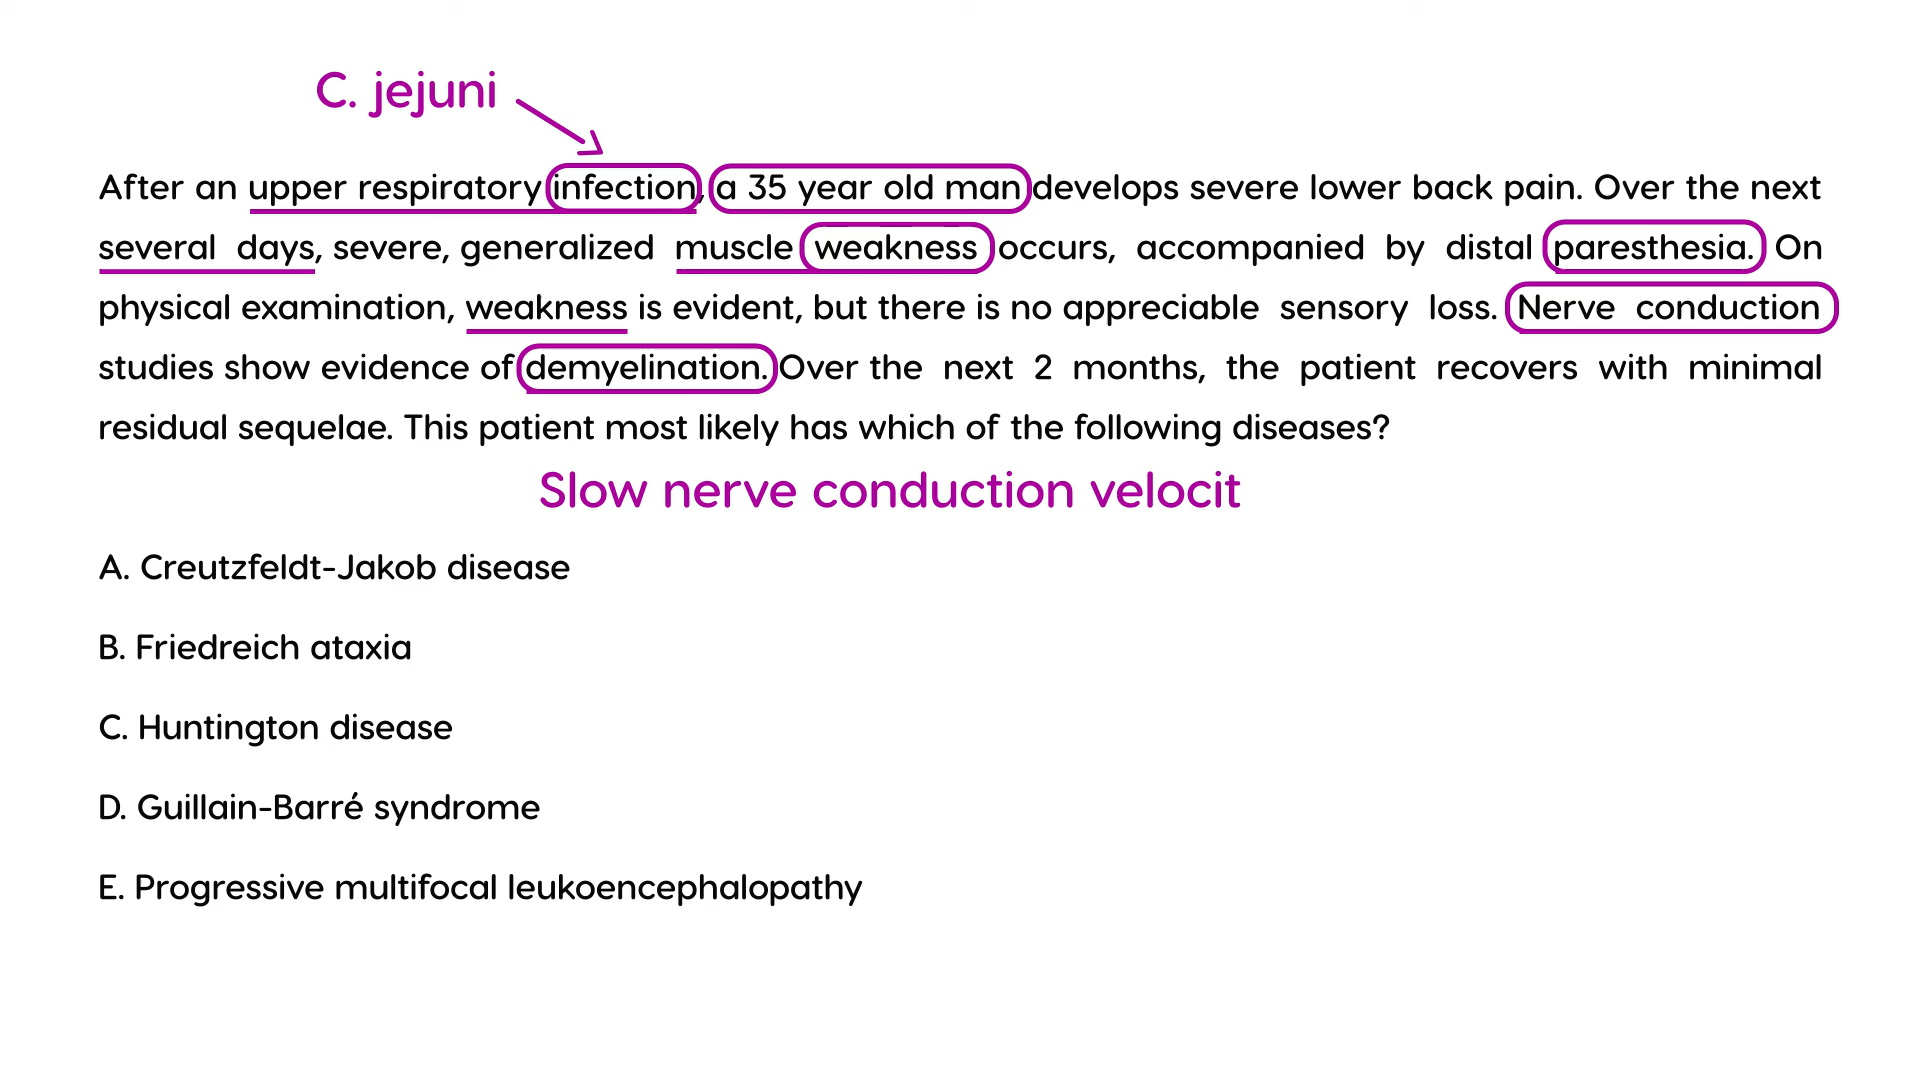 C. jejuni
After an upper respiratory infection, a 35 year old man develops severe lower back pain. Over the next
several days, severe, generalized muscle weakness occurs, accompanied by distal paresthesia. On
physical examination, weakness is evident, but there is no appreciable sensory loss. Nerve conduction
studies show evidence of demyelination. Over the next 2 months, the patient recovers with minimal
residual sequelae. This patient most likely has which of the following diseases?
Slow nerve conduction velocit
A. Creutzfeldt-Jakob disease
B. Friedreich ataxia
C. Huntington disease
D. Guillain-Barré syndrome
E. Progressive multifocal leukoencephalopathy